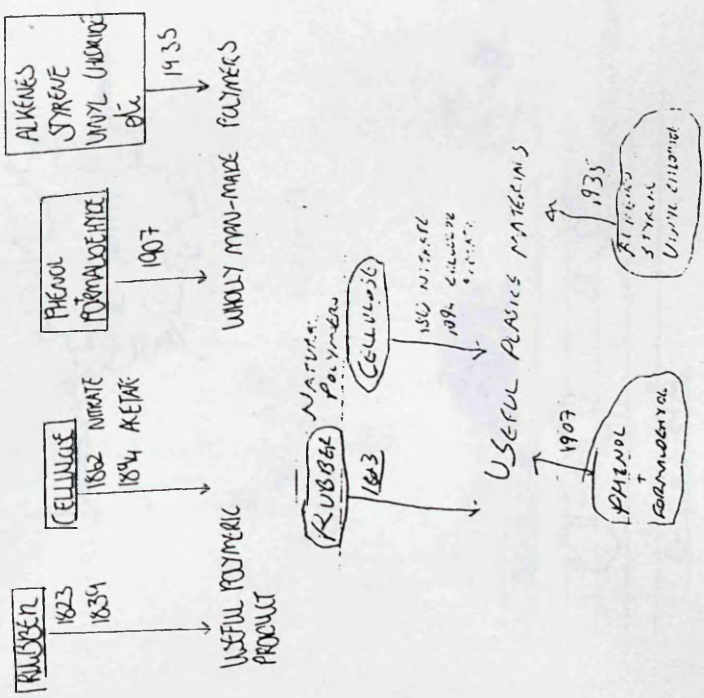 RUBBER
1823
1839
USEFUL POLYMERIC
PRODUCT
CELLULOSE
1862 NITRATE
1894 ACETATE
PHENOL
FORMALDEHYDE
1907
WHOLLY MAN-MADE POLYMERS
ALKENES
STYRENE
VINYL CHLORIDE
etc
1935
NATURAL
POLYMERS
RUBBER
CELLULOSE
NITRATE
CELLULOSE
USEFUL PLASTICS MATERIALS
1907
PHENOL
+
FORMALDEHYDE
1935
STYRENE
VINYL CHLORIDE